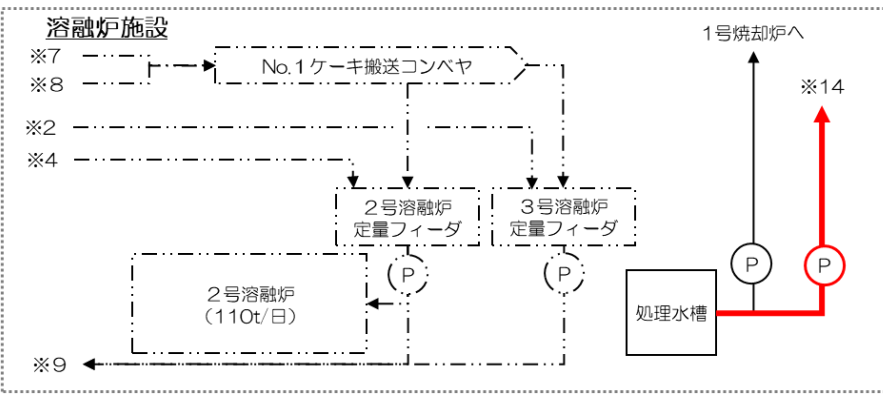 溶融炉施設
1号焼却炉へ
※7
No.1ケーキ搬送コンベヤ
※8
※14
※2
※4
2号溶融炉
定量フィーダ
3号溶融炉
定量フィーダ
P
P
P
P
2号溶融炉
(110t/日)
処理水槽
※9